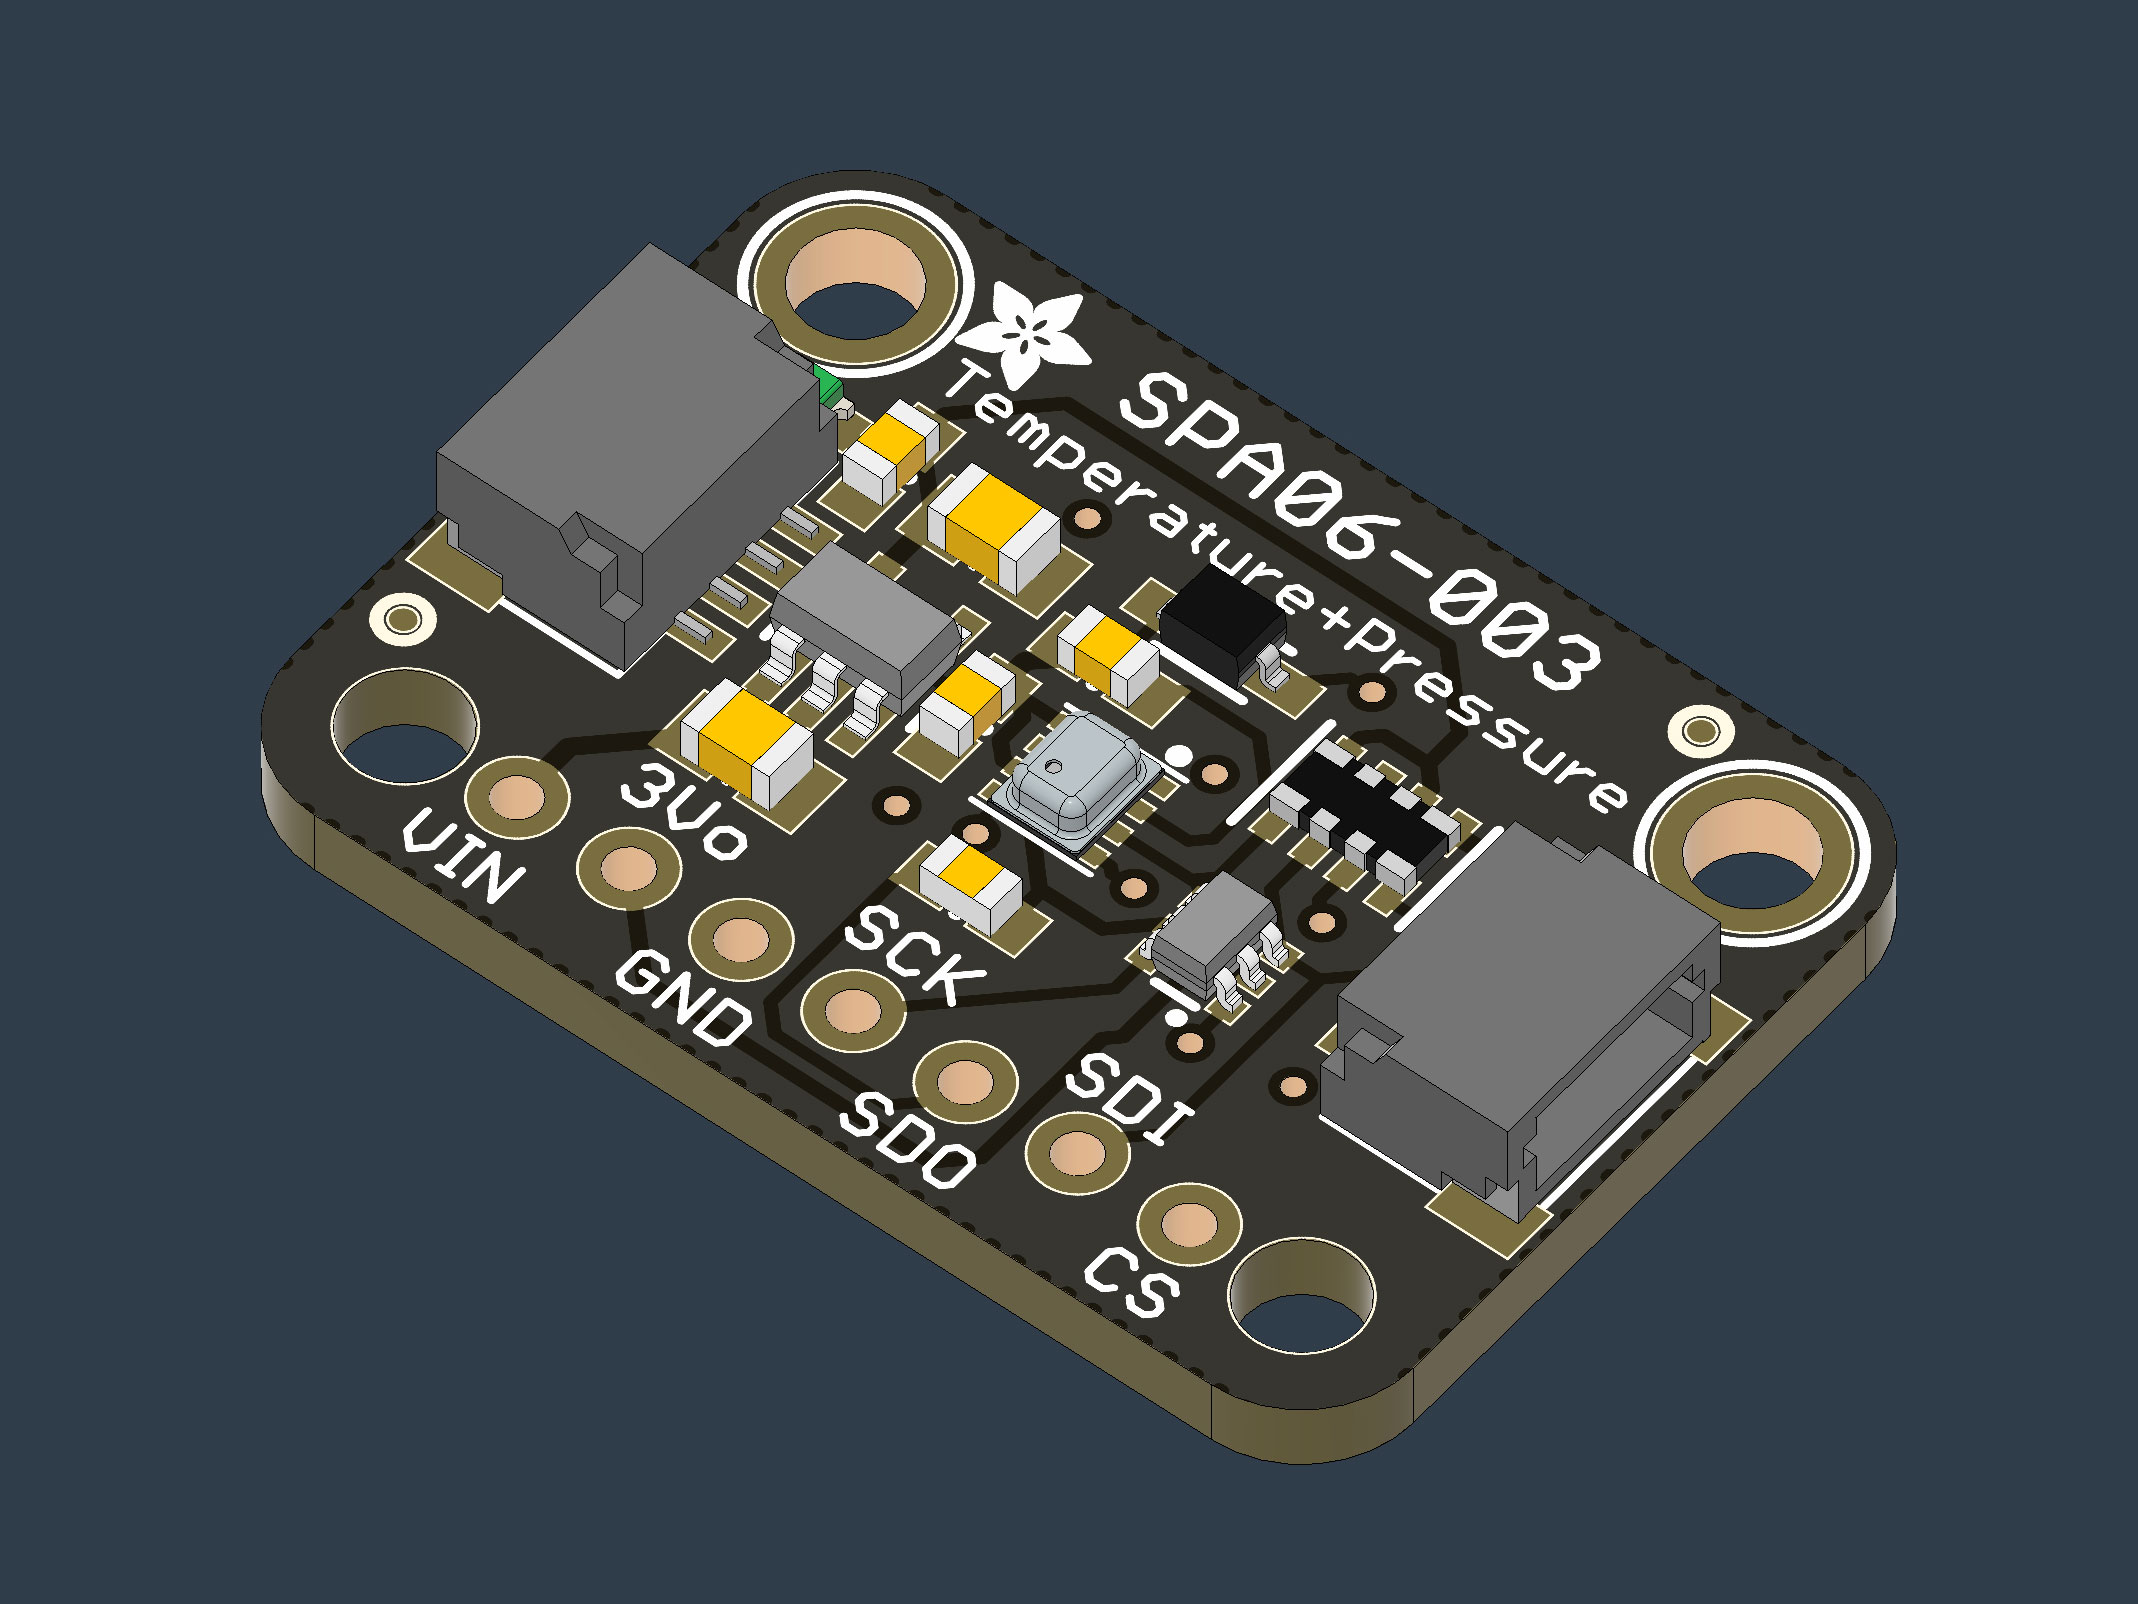 SPA06-003
Temperature+Pressure
VIN
3Vo
GND
SCK
SDO
SDI
CS